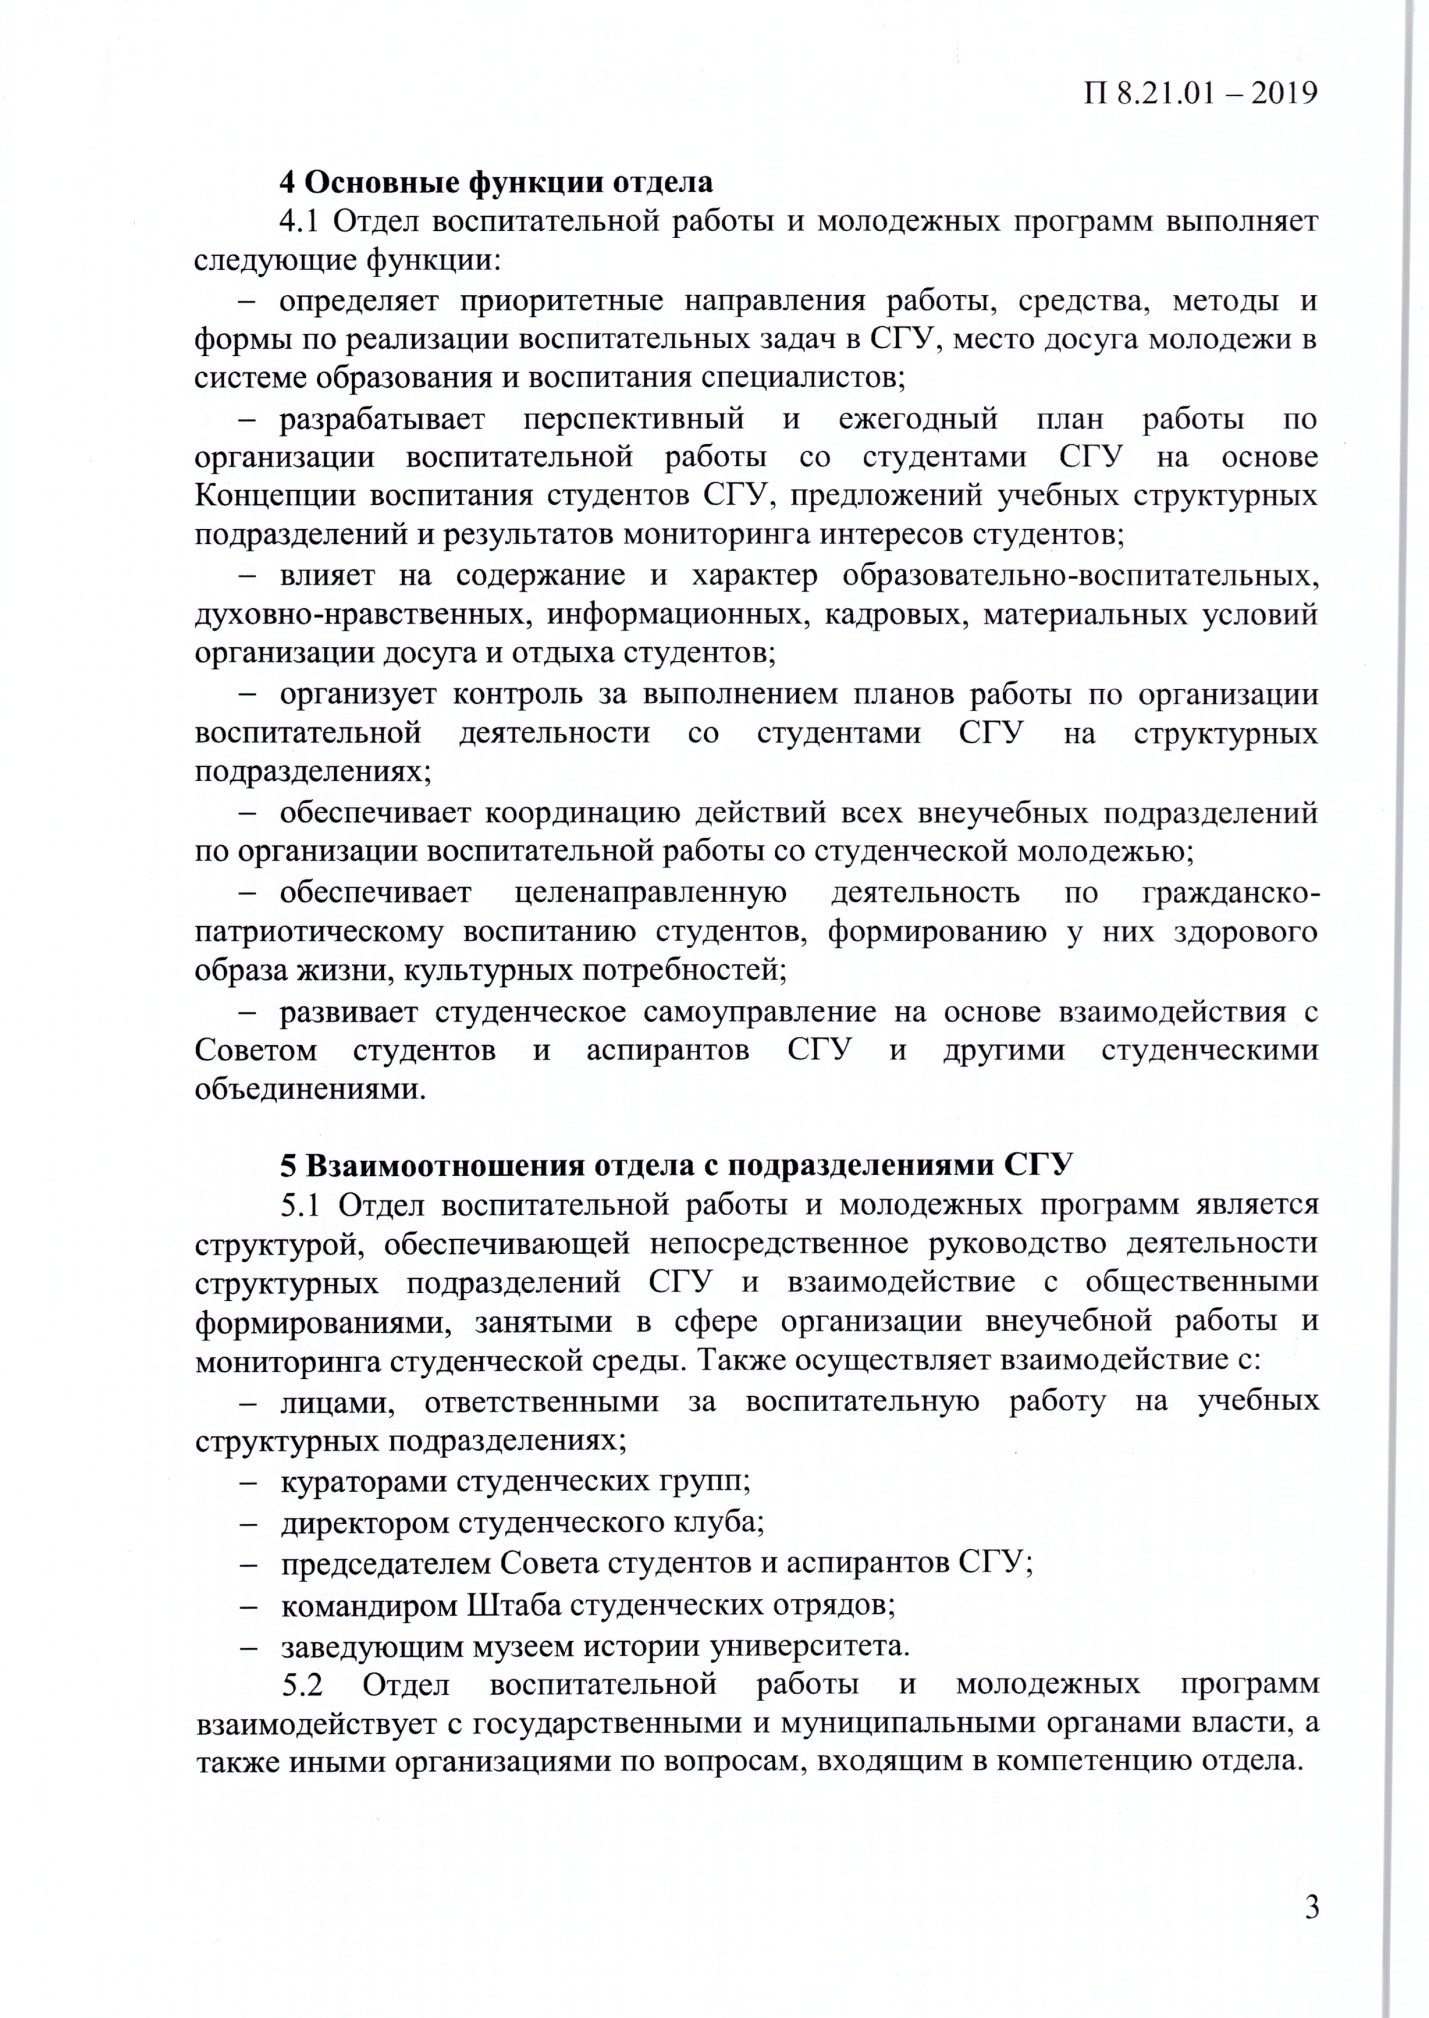 П 8.21.01 – 2019
4 Основные функции отдела
4.1 Отдел воспитательной работы и молодежных программ выполняет
следующие функции:
– определяет приоритетные направления работы, средства, методы и
формы по реализации воспитательных задач в СГУ, место досуга молодежи в
системе образования и воспитания специалистов;
– разрабатывает перспективный и ежегодный план работы по
организации воспитательной работы со студентами СГУ на основе
Концепции воспитания студентов СГУ, предложений учебных структурных
подразделений и результатов мониторинга интересов студентов;
– влияет на содержание и характер образовательно-воспитательных,
духовно-нравственных, информационных, кадровых, материальных условий
организации досуга и отдыха студентов;
– организует контроль за выполнением планов работы по организации
воспитательной деятельности со студентами СГУ на структурных
подразделениях;
– обеспечивает координацию действий всех внеучебных подразделений
по организации воспитательной работы со студенческой молодежью;
– обеспечивает целенаправленную деятельность по гражданско-
патриотическому воспитанию студентов, формированию у них здорового
образа жизни, культурных потребностей;
– развивает студенческое самоуправление на основе взаимодействия с
Советом студентов и аспирантов СГУ и другими студенческими
объединениями.
5 Взаимоотношения отдела с подразделениями СГУ
5.1 Отдел воспитательной работы и молодежных программ является
структурой, обеспечивающей непосредственное руководство деятельности
структурных подразделений СГУ и взаимодействие с общественными
формированиями, занятыми в сфере организации внеучебной работы и
мониторинга студенческой среды. Также осуществляет взаимодействие с:
– лицами, ответственными за воспитательную работу на учебных
структурных подразделениях;
– кураторами студенческих групп;
– директором студенческого клуба;
– председателем Совета студентов и аспирантов СГУ;
– командиром Штаба студенческих отрядов;
– заведующим музеем истории университета.
5.2 Отдел воспитательной работы и молодежных программ
взаимодействует с государственными и муниципальными органами власти, а
также иными организациями по вопросам, входящим в компетенцию отдела.
3